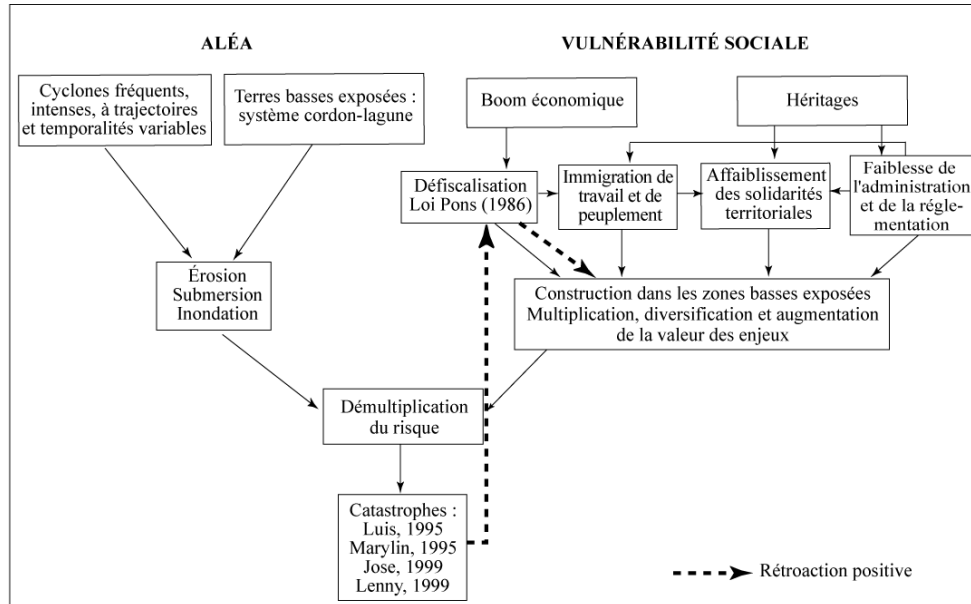 ALÉA
Cyclones fréquents,
intenses, à trajectoires
et temporalités variables
Terres basses exposées :
système cordon-lagune
Érosion
Submersion
Inondation
VULNÉRABILITÉ SOCIALE
Boom économique
Héritages
Défiscalisation
Loi Pons (1986)
Immigration de
travail et de
peuplement
Affaiblissement
des solidarités
territoriales
Faiblesse de
l'administration
et de la régle-
mentation
Construction dans les zones basses exposées
Multiplication, diversification et augmentation
de la valeur des enjeux
Démultiplication
du risque
Catastrophes :
Luis, 1995
Marylin, 1995
Jose, 1999
Lenny, 1999
Rétroaction positive